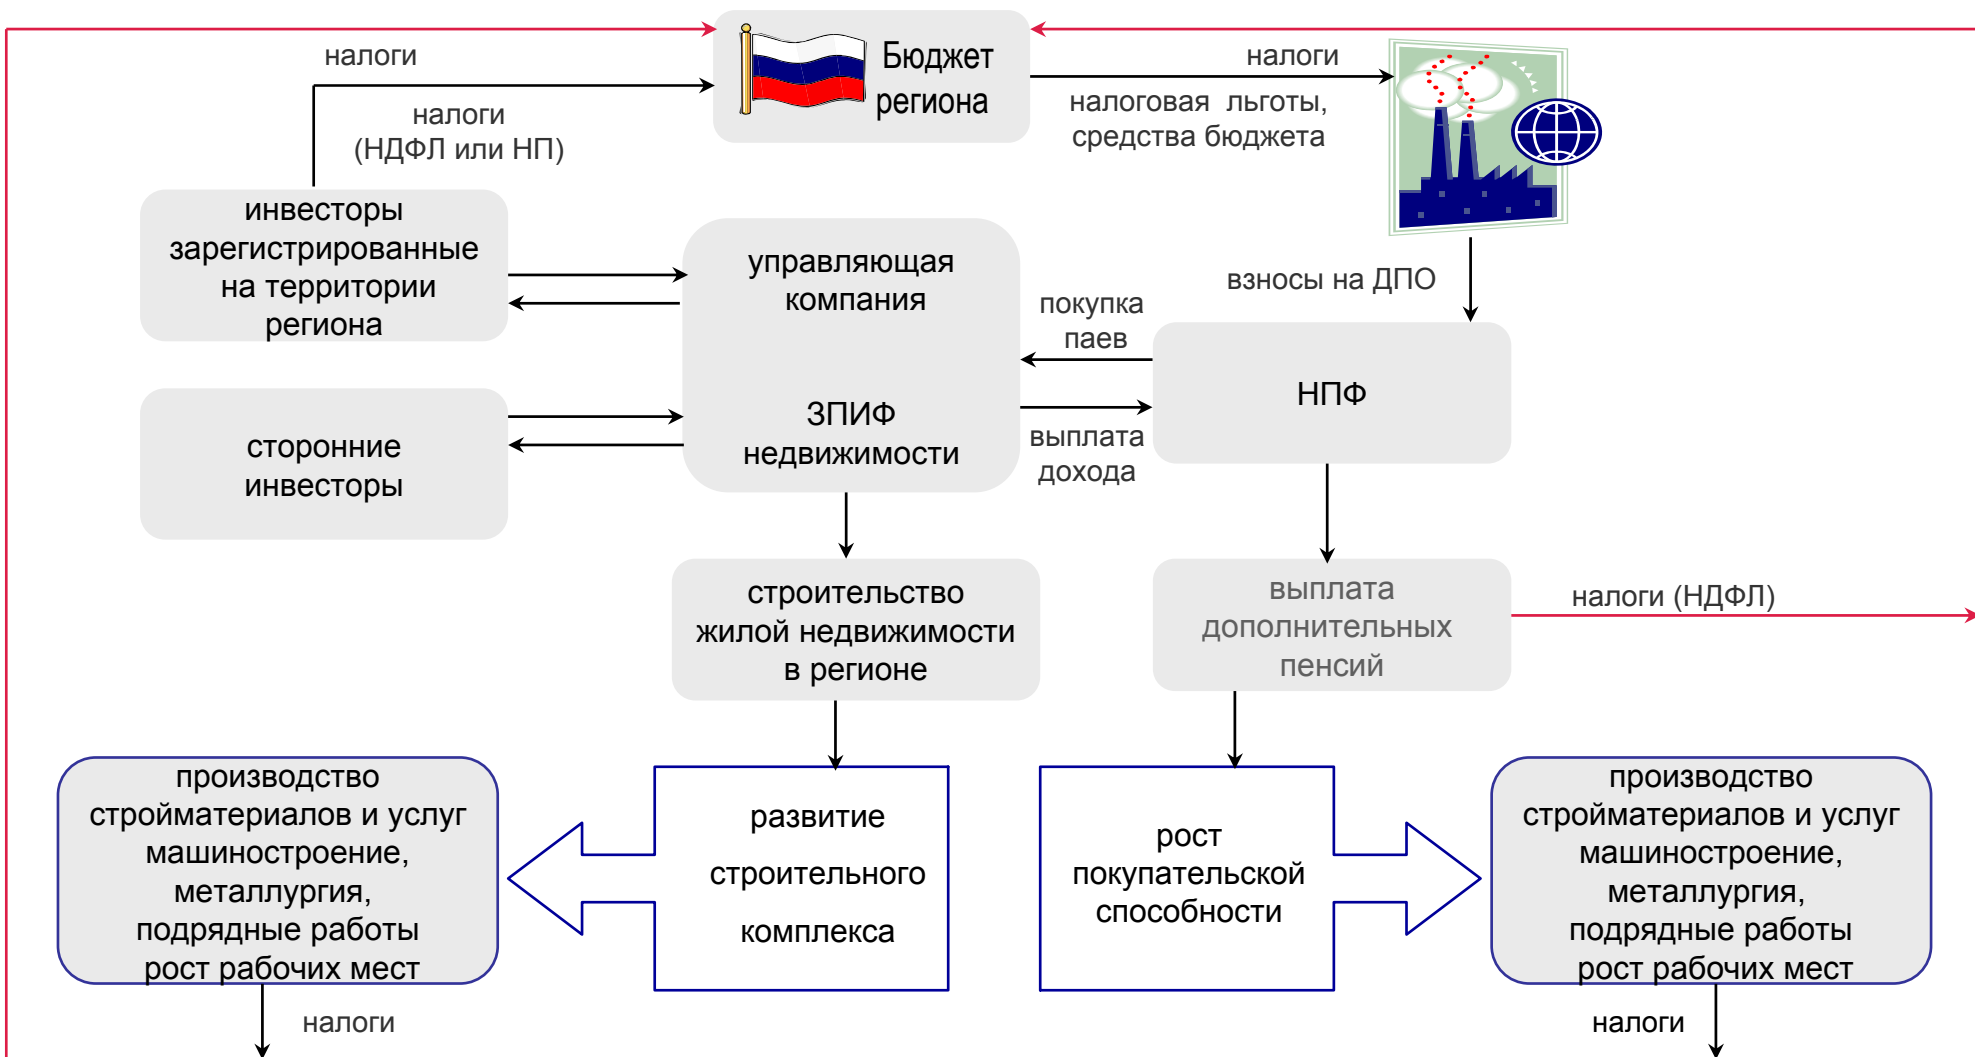 налоги
Бюджет
региона
налоги
налоги
(НДФЛ или НП)
налоговая льготы,
средства бюджета
инвесторы
зарегистрированные
на территории
региона
управляющая
компания
взносы на ДПО
покупка
паев
НПФ
ЗПИФ
недвижимости
выплата
дохода
сторонние
инвесторы
строительство
жилой недвижимости
в регионе
выплата
дополнительных
пенсий
налоги (НДФЛ)
производство
стройматериалов и услуг
машиностроение,
металлургия,
подрядные работы
рост рабочих мест
развитие
строительного
комплекса
рост
покупательской
способности
производство
стройматериалов и услуг
машиностроение,
металлургия,
подрядные работы
рост рабочих мест
налоги
налоги